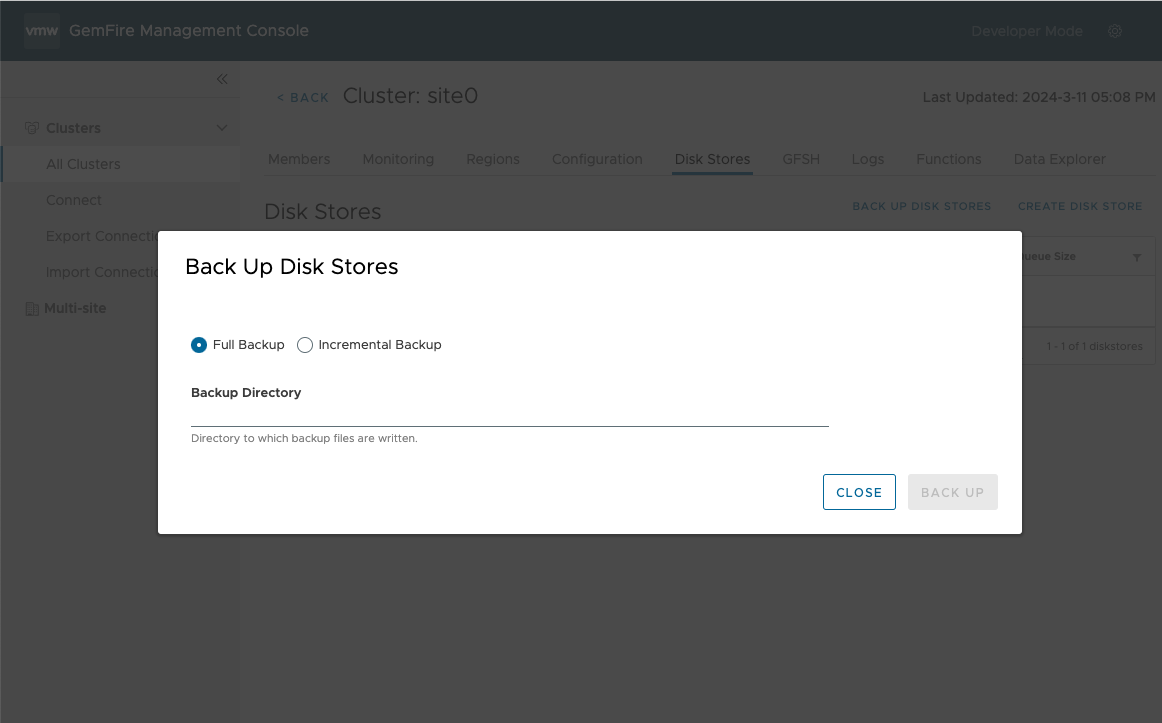 vmw GemFire Management Console Developer Mode
< BACK Cluster: site0 Last Updated: 2024-3-11 05:08 PM
Clusters
All Clusters
Connect
Export
Import
Multi-site
Members Monitoring Regions Configuration Disk Stores GFSH Logs Functions Data Explorer
Disk Stores BACK UP DISK STORES CREATE DISK STORE
Size
1 - 1 of 1 diskstores
Back Up Disk Stores
Full Backup Incremental Backup
Backup Directory
Directory to which backup files are written.
CLOSE BACK UP